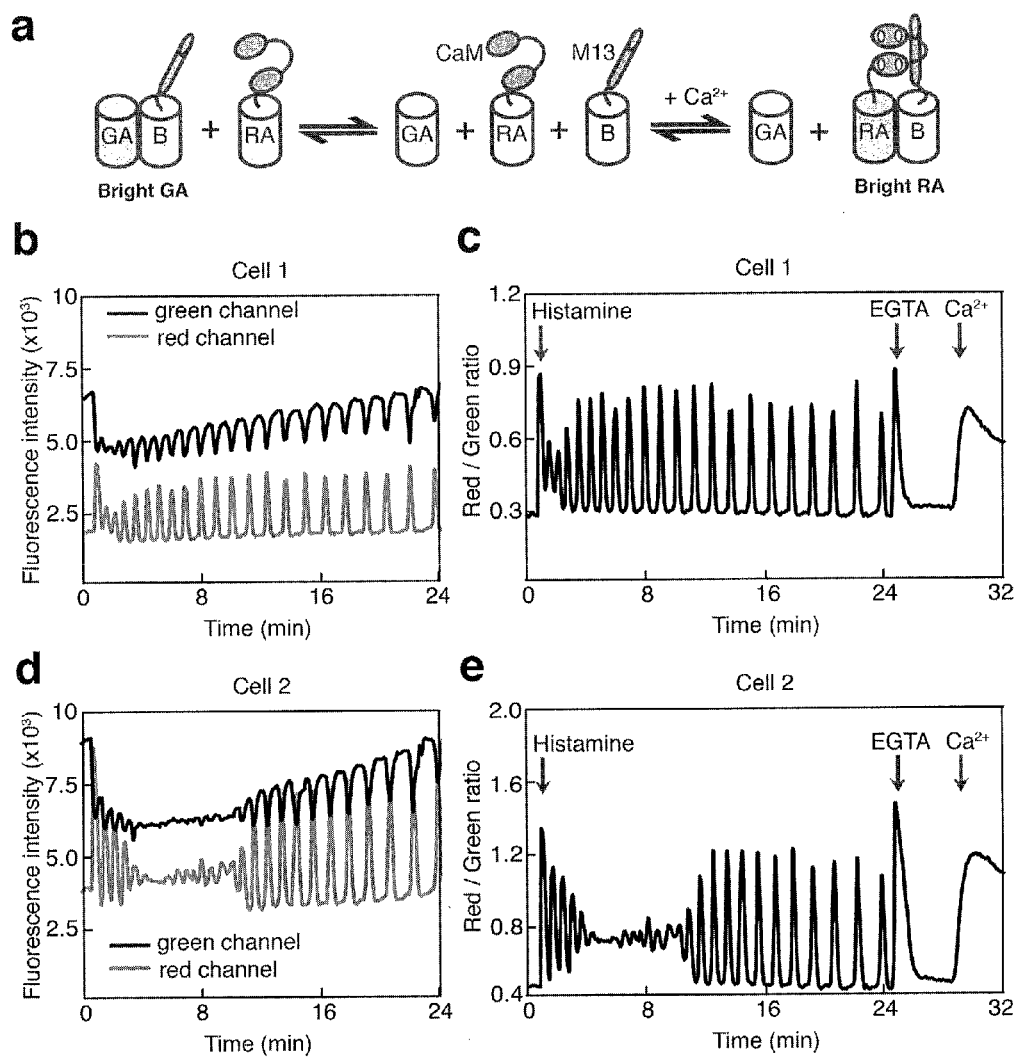 a
CaM
M13
GA B + RA GA + RA + B + Ca²⁺ GA + RA B
Bright GA
Bright RA
b
Cell 1
Fluorescence intensity (x10³)
10
7.5
5.0
2.5
green channel
red channel
0 8 16 24
Time (min)
c
Cell 1
Red / Green ratio
1.2
0.9
0.6
0.3
Histamine
EGTA
Ca²⁺
0 8 16 24 32
Time (min)
d
Cell 2
Fluorescence intensity (x10³)
10
7.5
5.0
2.5
green channel
red channel
0 8 16 24
Time (min)
e
Cell 2
Red / Green ratio
2.0
1.6
1.2
0.8
0.4
Histamine
EGTA
Ca²⁺
0 8 16 24 32
Time (min)